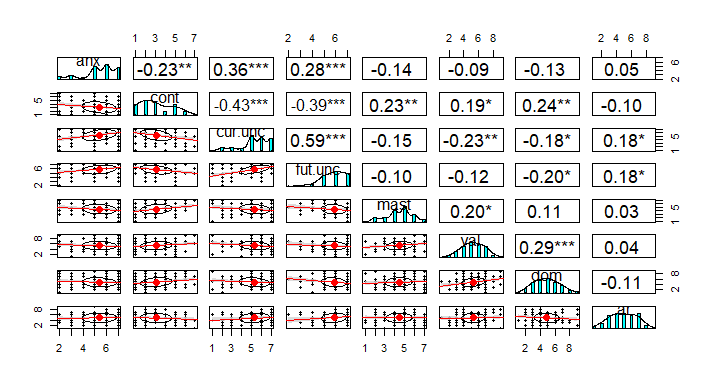 1 3 5 7 2 4 6 2 4 6 8 2 4 6 8
anx -0.23** 0.36*** 0.28*** -0.14 -0.09 -0.13 0.05 2 4 6
1 5 cont -0.43*** -0.39*** 0.23** 0.19* 0.24** -0.10
cur.unc 0.59*** -0.15 -0.23** -0.18* 0.18* 1 5
2 6 fut.unc -0.10 -0.12 -0.20* 0.18*
mast 0.20* 0.11 0.03 1 5
2 8 val 0.29*** 0.04
dom -0.11 2 8
2 8 ar
2 4 6 1 3 5 7 1 3 5 7 2 4 6 8